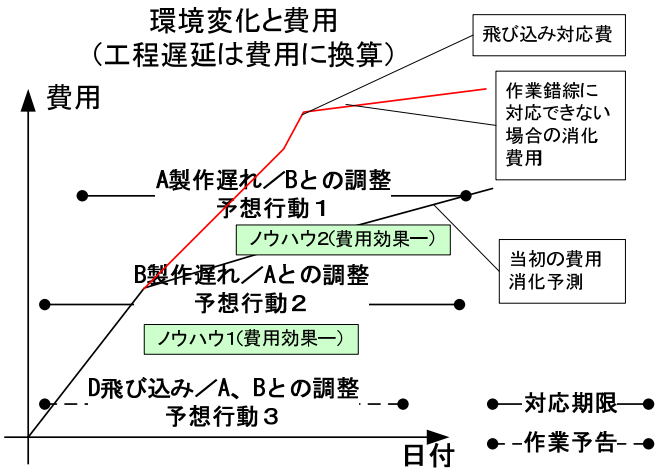 環境変化と費用
（工程遅延は費用に換算）
飛び込み対応費
費用
作業錯綜に
対応できない
場合の消化
費用
A製作遅れ／Bとの調整
予想行動１
ノウハウ2(費用効果ー)
当初の費用
消化予測
B製作遅れ／Aとの調整
予想行動２
ノウハウ1(費用効果ー)
D飛び込み／A、Bとの調整
予想行動３
対応期限
作業予告
日付